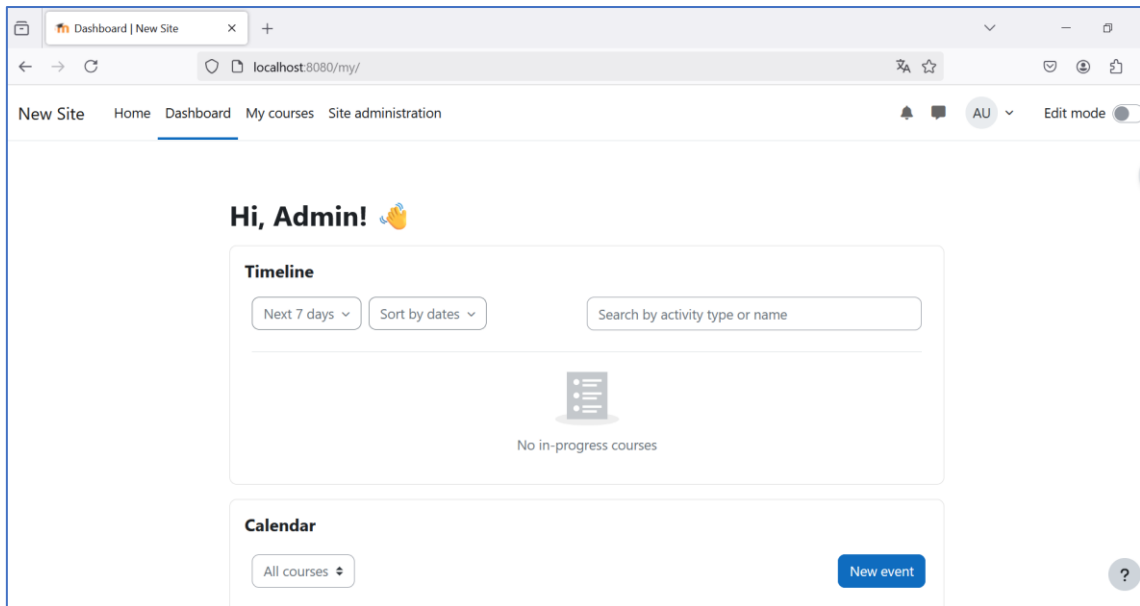 Dashboard | New Site
localhost:8080/my/
New Site Home Dashboard My courses Site administration AU Edit mode
Hi, Admin! 👋
Timeline
Next 7 days Sort by dates Search by activity type or name
No in-progress courses
Calendar
All courses New event
?